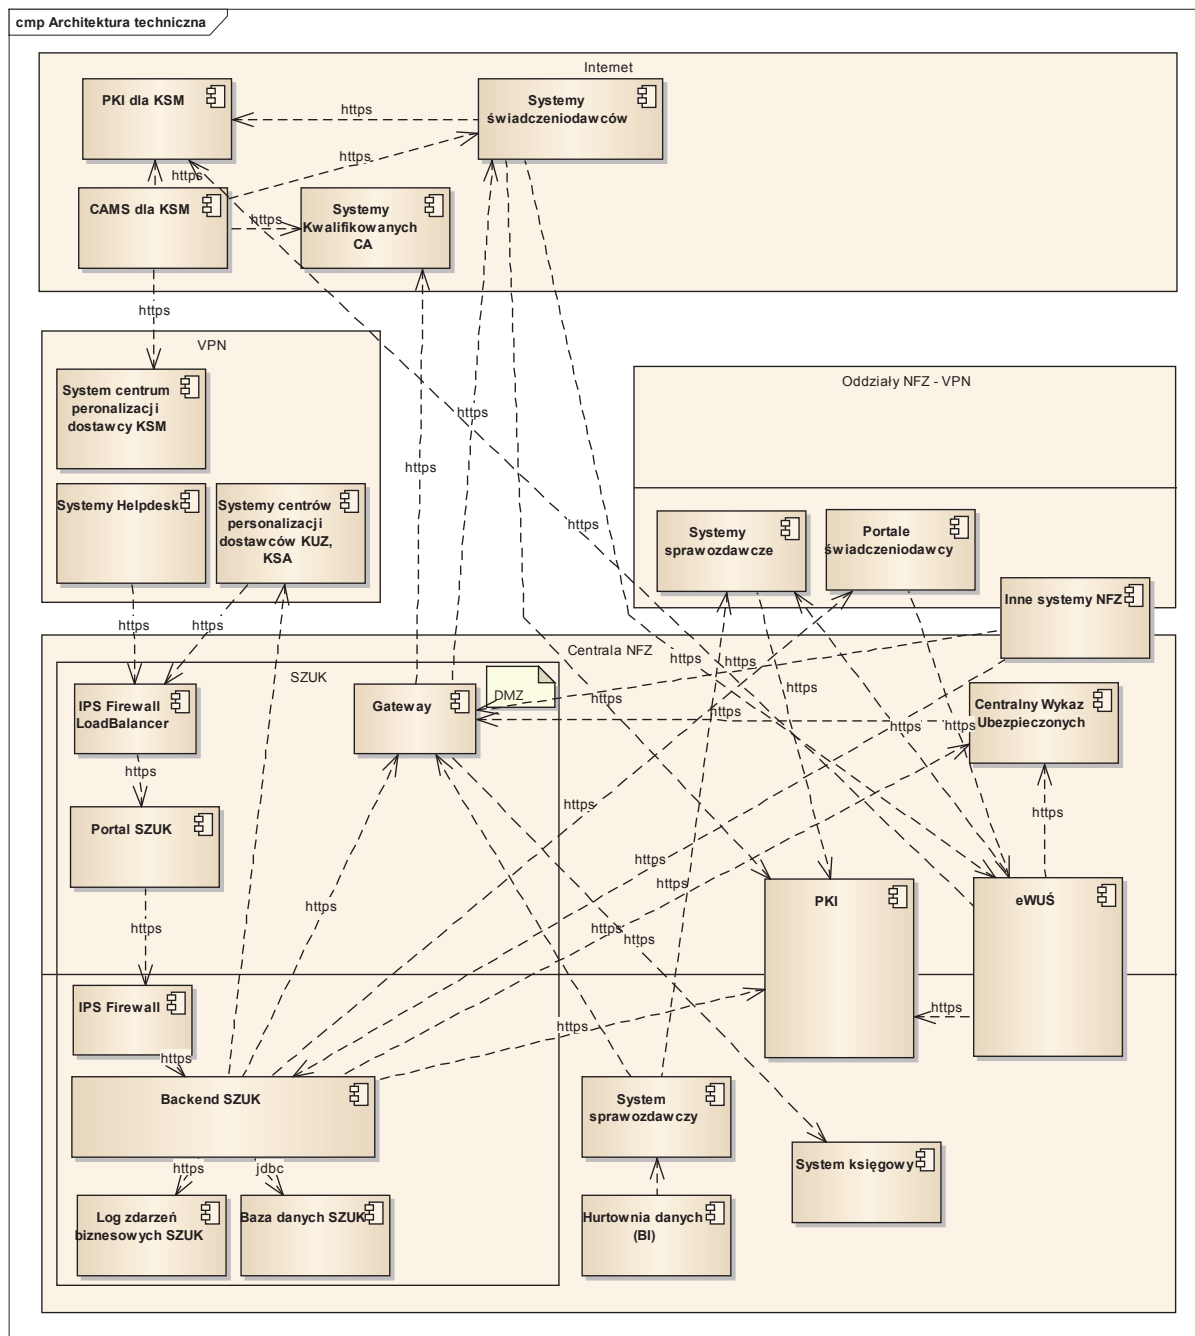 cmp Architektura techniczna
Internet
PKI dla KSM
Systemy
świadczeniodawców
https
https
https
CAMS dla KSM
Systemy
Kwalifikowanych
CA
https
https
VPN
System centrum
peronalizacji
dostawcy KSM
Oddziały NFZ - VPN
https
https
https
Systemy Helpdesk
Systemy centrów
personalizacji
dostawców KUZ,
KSA
https
Systemy
sprawozdawcze
Portale
świadczeniodawcy
Inne systemy NFZ
https
https
Centrala NFZ
SZUK
https
https
https
https
DMZ
IPS Firewall
LoadBalancer
Gateway
Centralny Wykaz
Ubezpieczonych
https
https
https
https
https
https
Portal SZUK
https
https
https
https
PKI
eWUŚ
https
https
https
IPS Firewall
https
https
https
Backend SZUK
System
sprawozdawczy
https
jdbc
System księgowy
Log zdarzeń
biznesowych SZUK
Baza danych SZUK
Hurtownia danych
(BI)